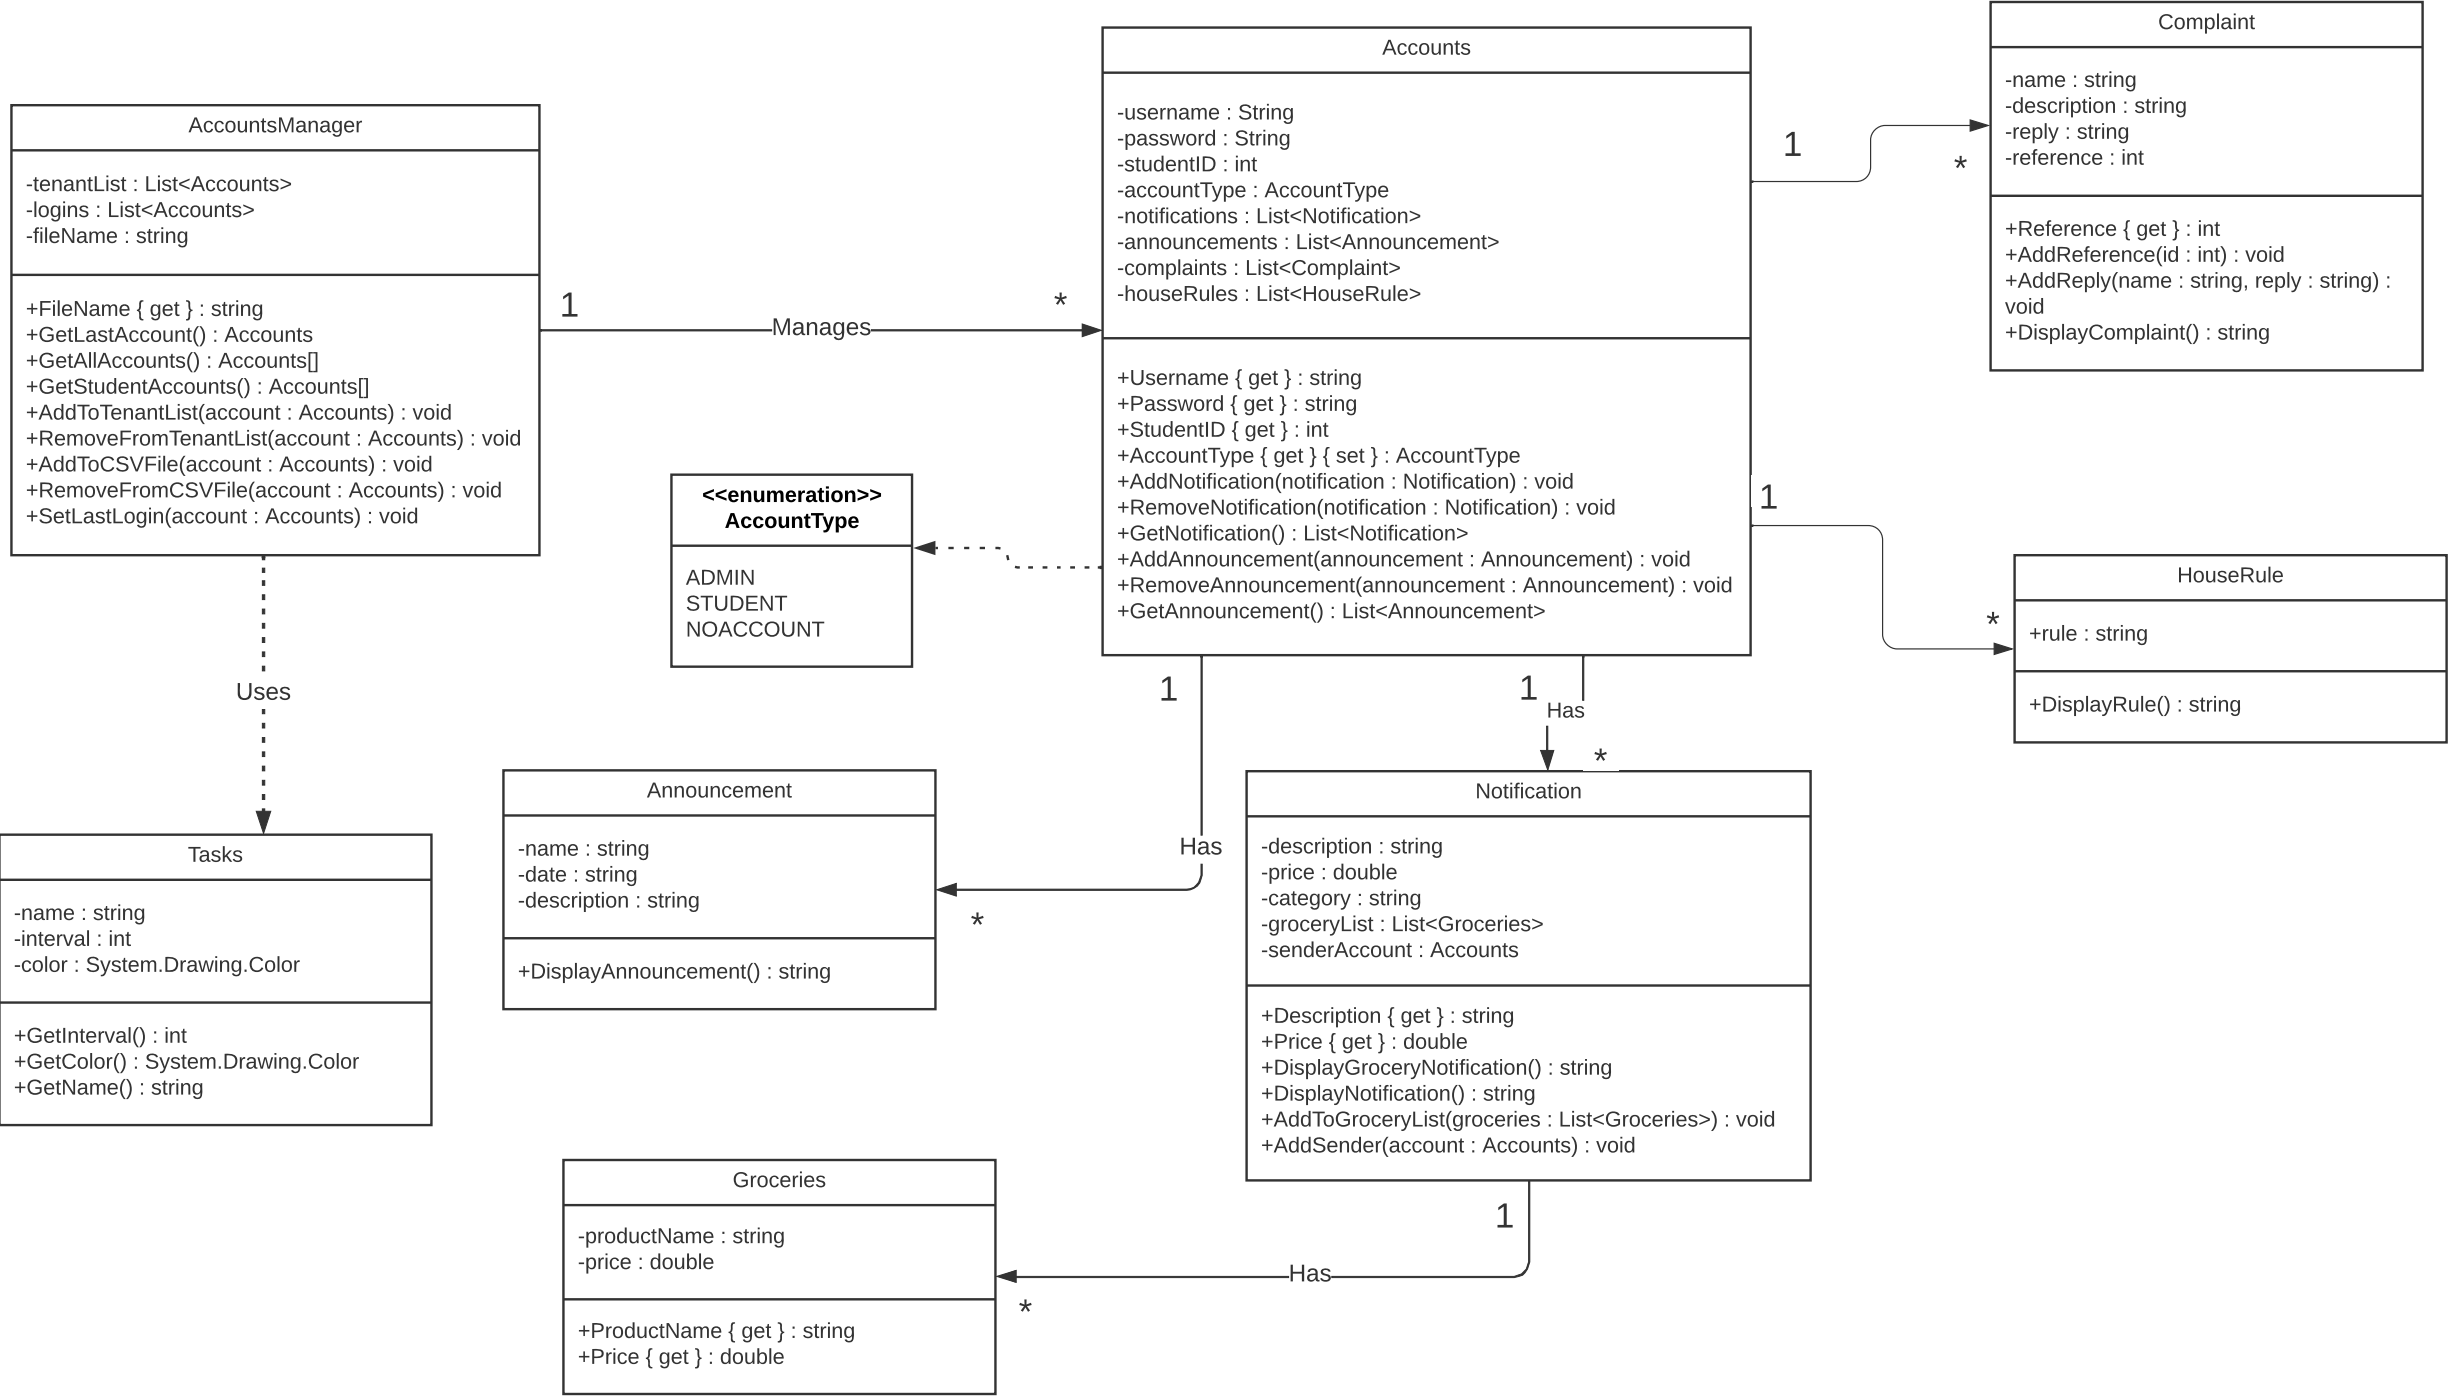 AccountsManager
-tenantList : List<Accounts>
-logins : List<Accounts>
-fileName : string
+FileName { get } : string
+GetLastAccount() : Accounts
+GetAllAccounts() : Accounts[]
+GetStudentAccounts() : Accounts[]
+AddToTenantList(account : Accounts) : void
+RemoveFromTenantList(account : Accounts) : void
+AddToCSVFile(account : Accounts) : void
+RemoveFromCSVFile(account : Accounts) : void
+SetLastLogin(account : Accounts) : void
1
Manages
*
Accounts
-username : String
-password : String
-studentID : int
-accountType : AccountType
-notifications : List<Notification>
-announcements : List<Announcement>
-complaints : List<Complaint>
-houseRules : List<HouseRule>
+Username { get } : string
+Password { get } : string
+StudentID { get } : int
+AccountType { get } { set } : AccountType
+AddNotification(notification : Notification) : void
+RemoveNotification(notification : Notification) : void
+GetNotification() : List<Notification>
+AddAnnouncement(announcement : Announcement) : void
+RemoveAnnouncement(announcement : Announcement) : void
+GetAnnouncement() : List<Announcement>
1
*
Complaint
-name : string
-description : string
-reply : string
-reference : int
+Reference { get } : int
+AddReference(id : int) : void
+AddReply(name : string, reply : string) :
void
+DisplayComplaint() : string
<<enumeration>>
AccountType
ADMIN
STUDENT
NOACCOUNT
1
*
HouseRule
+rule : string
+DisplayRule() : string
Uses
Tasks
-name : string
-interval : int
-color : System.Drawing.Color
+GetInterval() : int
+GetColor() : System.Drawing.Color
+GetName() : string
1
Has
*
Announcement
-name : string
-date : string
-description : string
+DisplayAnnouncement() : string
1
Has
*
Notification
-description : string
-price : double
-category : string
-groceryList : List<Groceries>
-senderAccount : Accounts
+Description { get } : string
+Price { get } : double
+DisplayGroceryNotification() : string
+DisplayNotification() : string
+AddToGroceryList(groceries : List<Groceries>) : void
+AddSender(account : Accounts) : void
1
Has
*
Groceries
-productName : string
-price : double
+ProductName { get } : string
+Price { get } : double